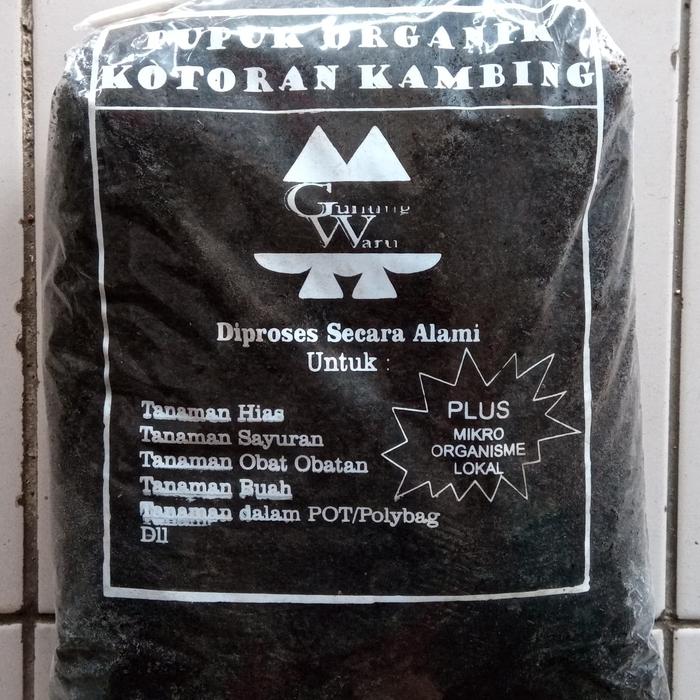 PUPUK ORGANIK
KOTORAN KAMBING
Gunung
Waru
Diproses Secara Alami
Untuk :
Tanaman Hias
Tanaman Sayuran
Tanaman Obat Obatan
Tanaman Buah
Tanaman dalam POT/Polybag
Dll
PLUS
MIKRO
ORGANISME
LOKAL